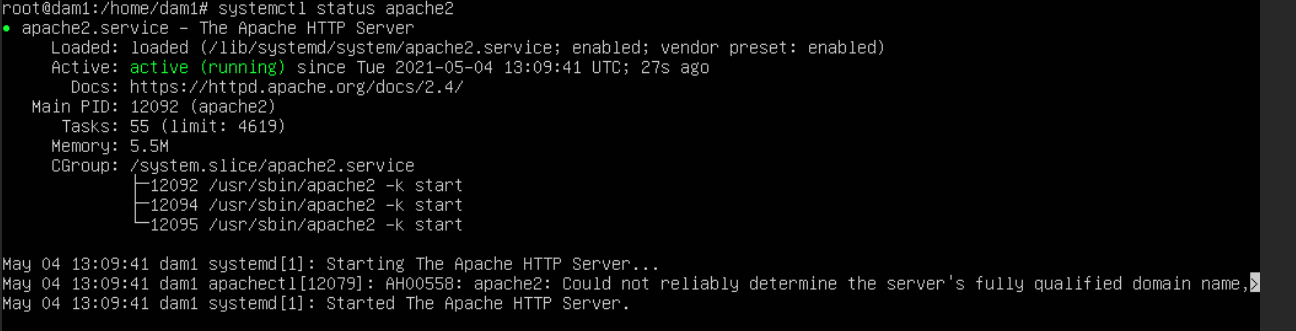 root@dam1:/home/dam1# systemctl status apache2
● apache2.service - The Apache HTTP Server
     Loaded: loaded (/lib/systemd/system/apache2.service; enabled; vendor preset: enabled)
     Active: active (running) since Tue 2021-05-04 13:09:41 UTC; 27s ago
       Docs: https://httpd.apache.org/docs/2.4/
   Main PID: 12092 (apache2)
      Tasks: 55 (limit: 4619)
     Memory: 5.5M
     CGroup: /system.slice/apache2.service
             ├─12092 /usr/sbin/apache2 -k start
             ├─12094 /usr/sbin/apache2 -k start
             └─12095 /usr/sbin/apache2 -k start
May 04 13:09:41 dam1 systemd[1]: Starting The Apache HTTP Server...
May 04 13:09:41 dam1 apachectl[12079]: AH00558: apache2: Could not reliably determine the server's fully qualified domain name,>
May 04 13:09:41 dam1 systemd[1]: Started The Apache HTTP Server.